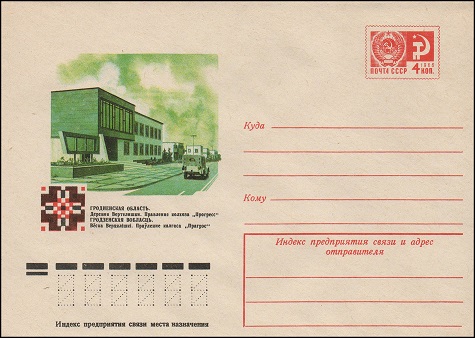 1966
ПОЧТА СССР 4 КОП.
Куда
Кому
ГРОДНЕНСКАЯ ОБЛАСТЬ.
Деревня Вертелишки. Правление колхоза „Прогресс“
ГРОДЗЕНСКАЯ ВОБЛАСЦЬ.
Вёска Верцялішкі. Праўленне калгаса „Прагрэс“
Индекс предприятия связи и адрес
отправителя
Индекс предприятия связи места назначения